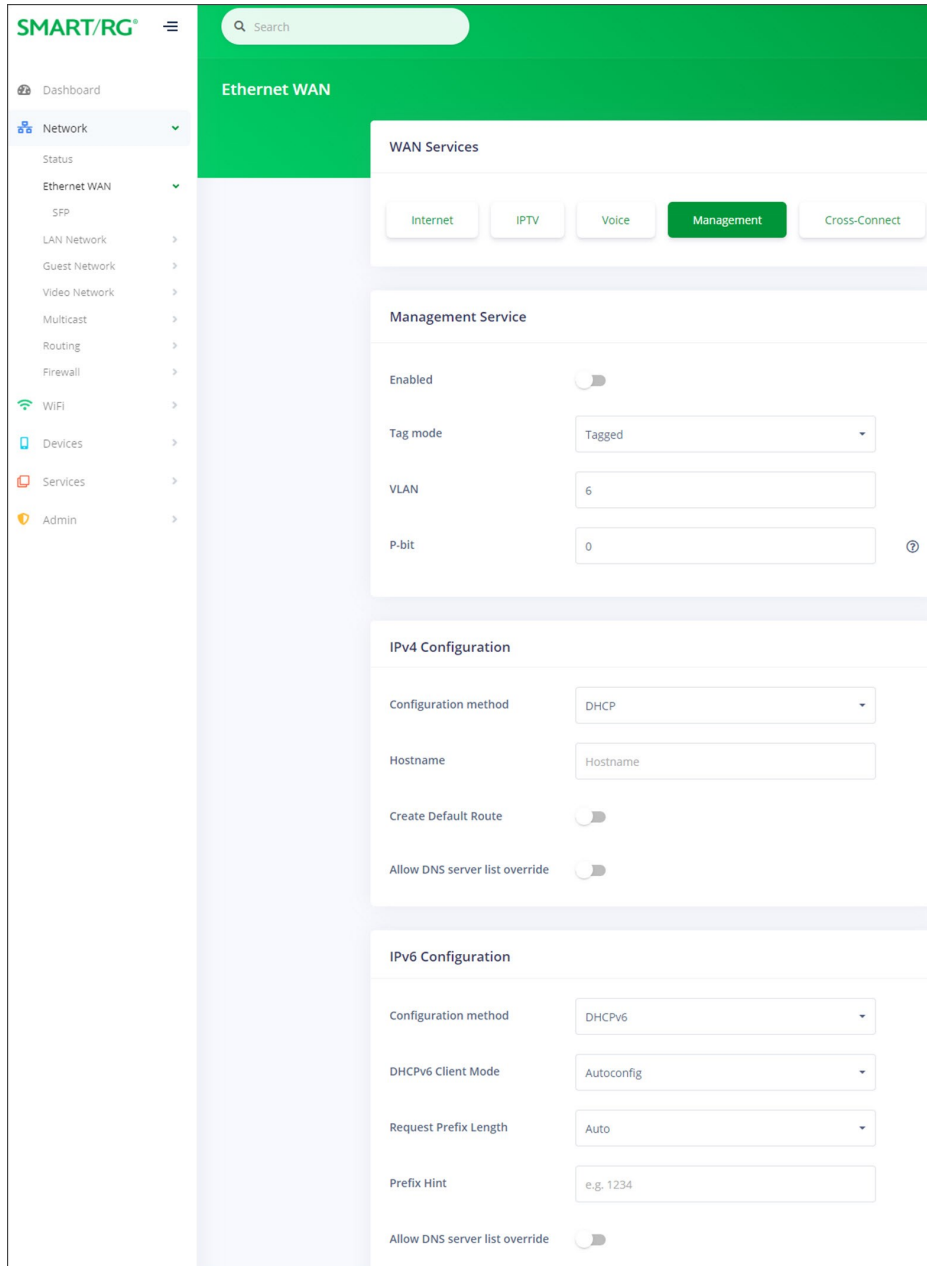 SMART/RG®
Search
Dashboard
Ethernet WAN
Network
Status
Ethernet WAN
SFP
LAN Network
Guest Network
Video Network
Multicast
Routing
Firewall
WiFi
Devices
Services
Admin
WAN Services
Internet IPTV Voice Management Cross-Connect
Management Service
Enabled
Tag mode Tagged
VLAN 6
P-bit 0
IPv4 Configuration
Configuration method DHCP
Hostname Hostname
Create Default Route
Allow DNS server list override
IPv6 Configuration
Configuration method DHCPv6
DHCPv6 Client Mode Autoconfig
Request Prefix Length Auto
Prefix Hint e.g. 1234
Allow DNS server list override